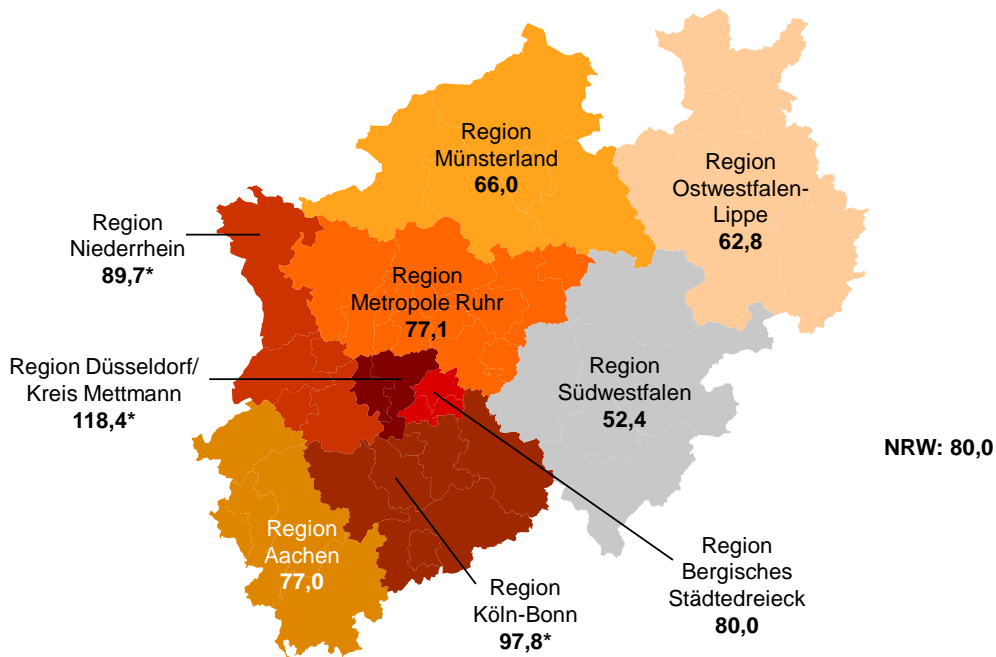 Region
Münsterland
66,0
Region
Ostwestfalen-
Lippe
62,8
Region
Niederrhein
89,7*
Region
Metropole Ruhr
77,1
Region Düsseldorf/
Kreis Mettmann
118,4*
Region
Südwestfalen
52,4
NRW: 80,0
Region
Aachen
77,0
Region
Köln-Bonn
97,8*
Region
Bergisches
Städtedreieck
80,0